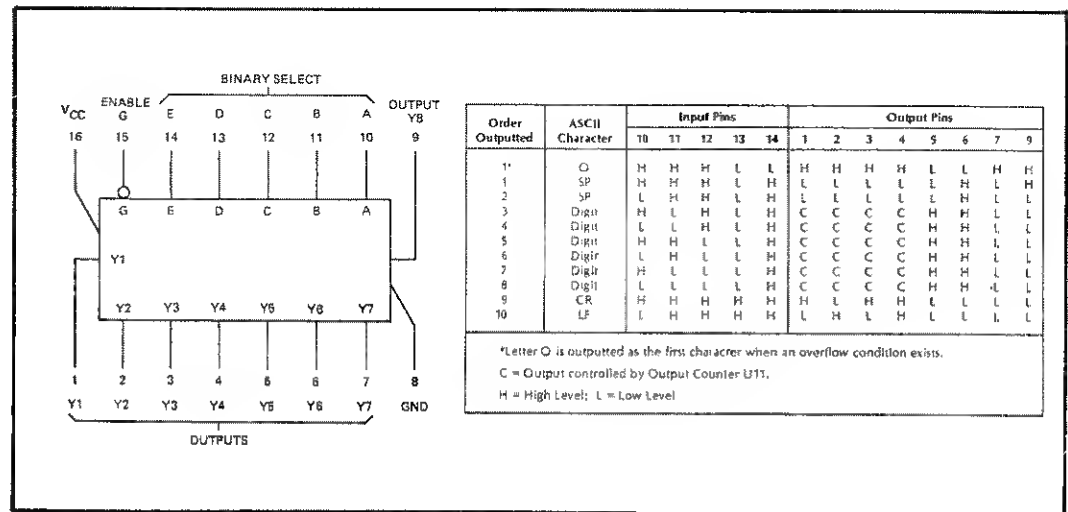 BINARY SELECT
VCC ENABLE G E D C B A OUTPUT Y8
16 15 14 13 12 11 10 9
G E D C B A
Y1
Y2 Y3 Y4 Y5 Y6 Y7
1 2 3 4 5 6 7 8
Y1 Y2 Y3 Y4 Y5 Y6 Y7 GND
OUTPUTS
Order Outputted ASCII Character Input Pins Output Pins
10 11 12 13 14 1 2 3 4 5 6 7 9
1* O H H H L L H H H H L L H H
1 SP H H H L H L L L L L H L H
2 SP L H H L H L L L L L H L L
3 Digit H L H L H C C C C H H L L
4 Digit L L H L H C C C C H H L L
5 Digit H H L L H C C C C H H L L
6 Digit L H L L H C C C C H H L L
7 Digit H L L L H C C C C H H L L
8 Digit L L L L H C C C C H H L L
9 CR H H H H H H L H H L L L L
10 LF L H H H H L H L H L L L L
*Letter O is outputted as the first character when an overflow condition exists.
C = Output controlled by Output Counter U11.
H = High Level; L = Low Level